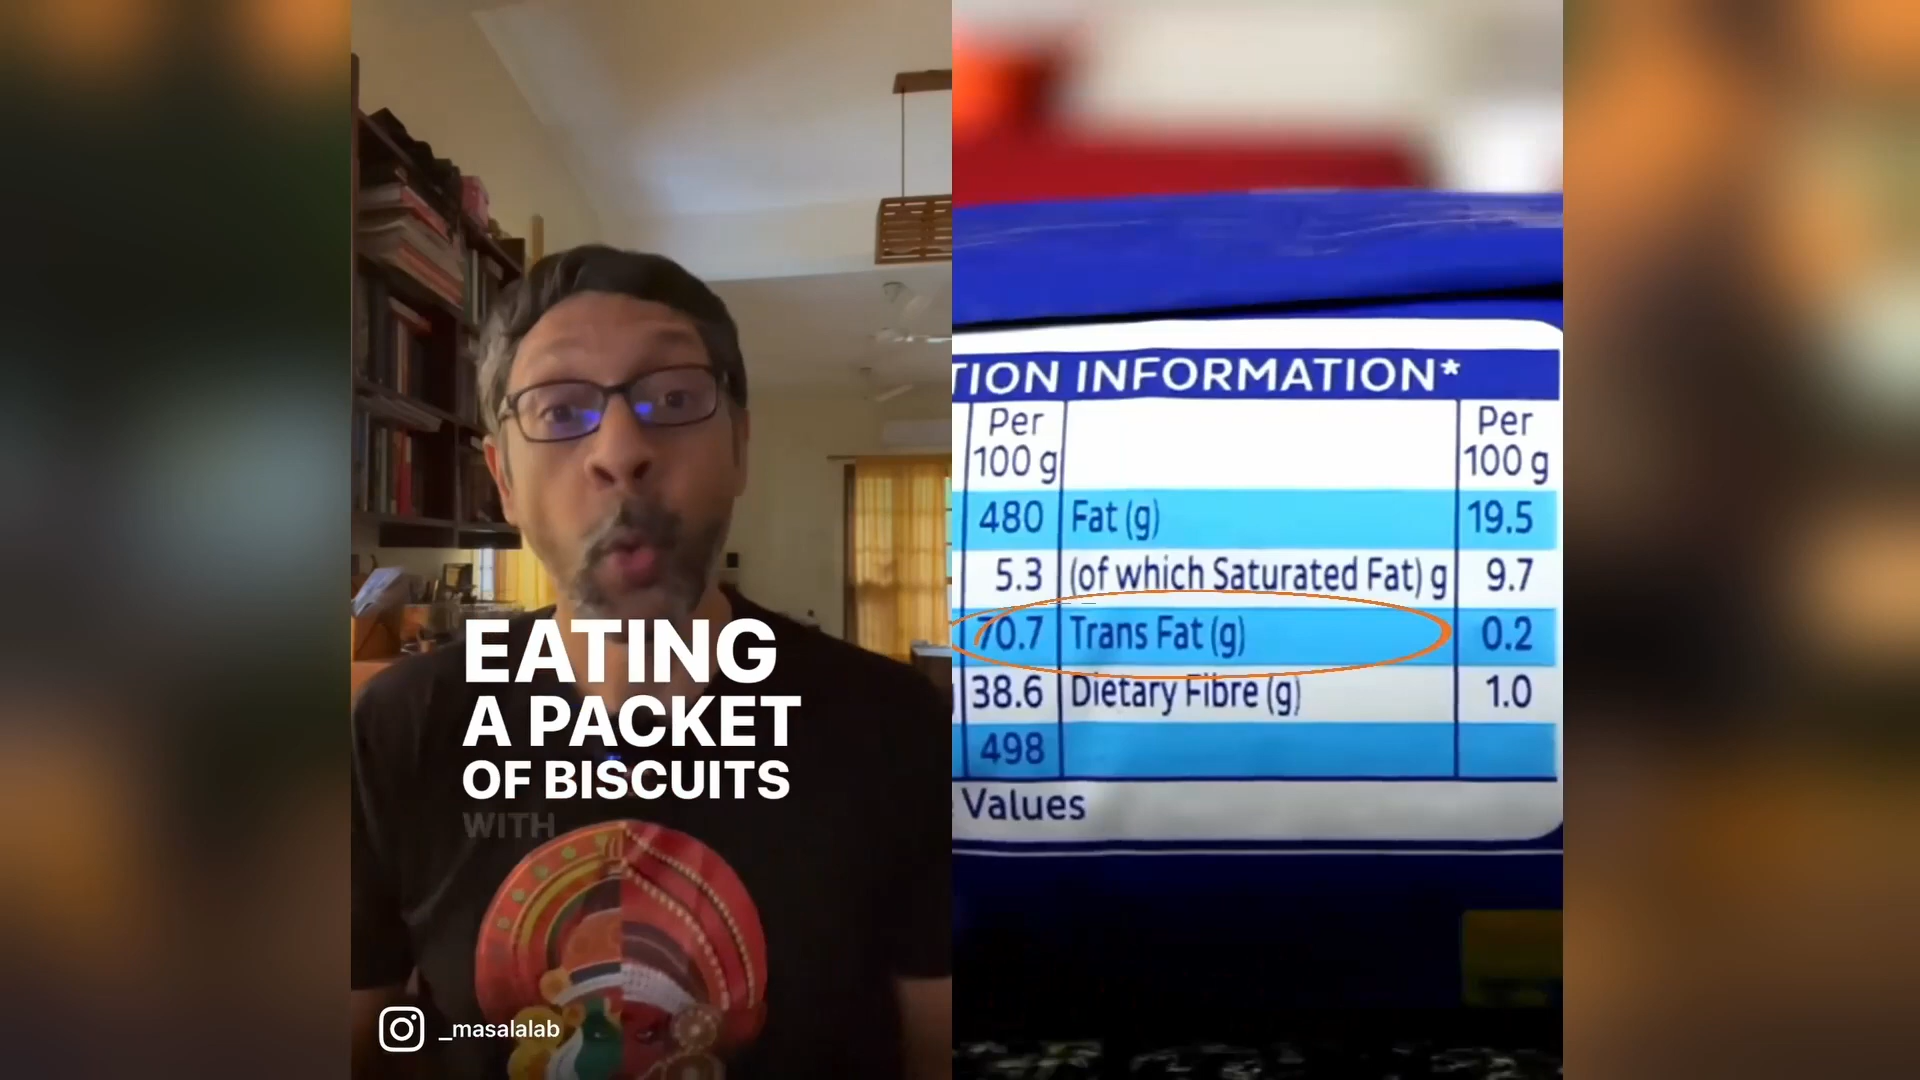 EATING
A PACKET
OF BISCUITS
WITH
_masalalab
TION INFORMATION*
Per
100 g
Per
100 g
480 Fat (g) 19.5
5.3 (of which Saturated Fat) g 9.7
70.7 Trans Fat (g) 0.2
38.6 Dietary Fibre (g) 1.0
498
Values